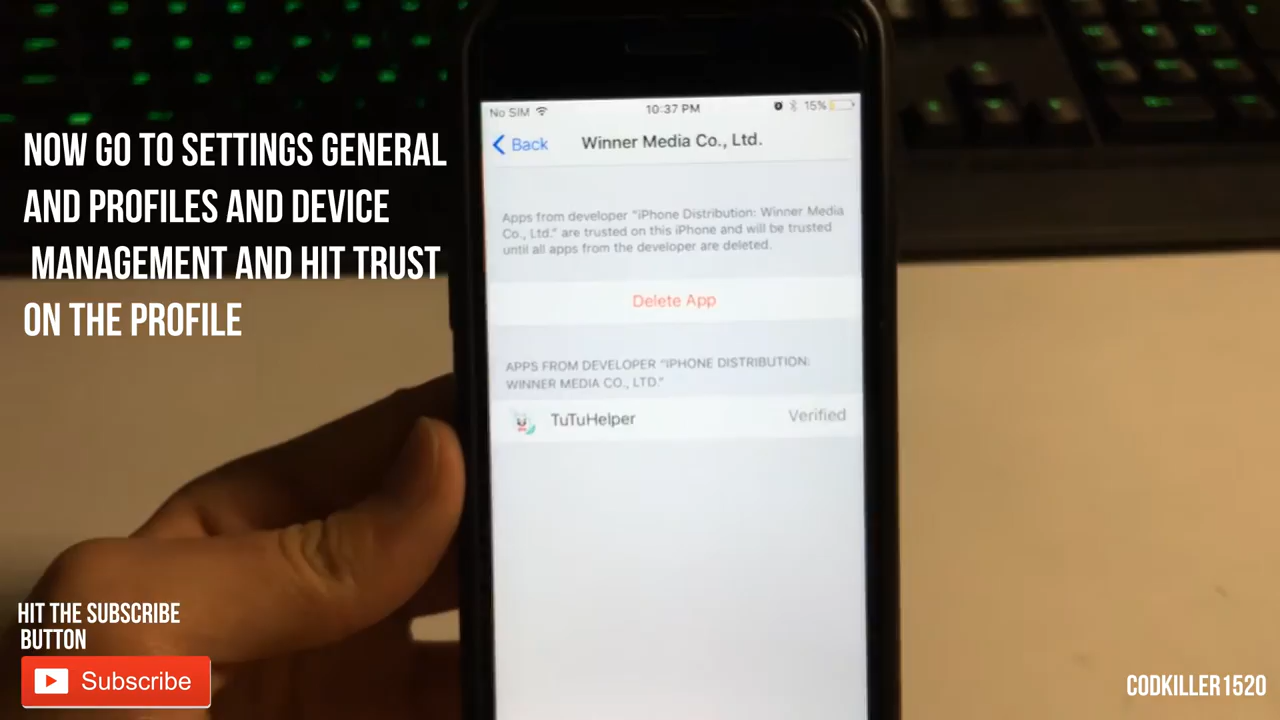 NOW GO TO SETTINGS GENERAL
AND PROFILES AND DEVICE
MANAGEMENT AND HIT TRUST
ON THE PROFILE
No SIM
10:37 PM
15%
Back
Winner Media Co., Ltd.
Apps from developer "iPhone Distribution: Winner Media
Co., Ltd." are trusted on this iPhone and will be trusted
until all apps from the developer are deleted.
Delete App
APPS FROM DEVELOPER "IPHONE DISTRIBUTION:
WINNER MEDIA CO., LTD."
TuTuHelper
Verified
HIT THE SUBSCRIBE
BUTTON
Subscribe
CODKILLER1520